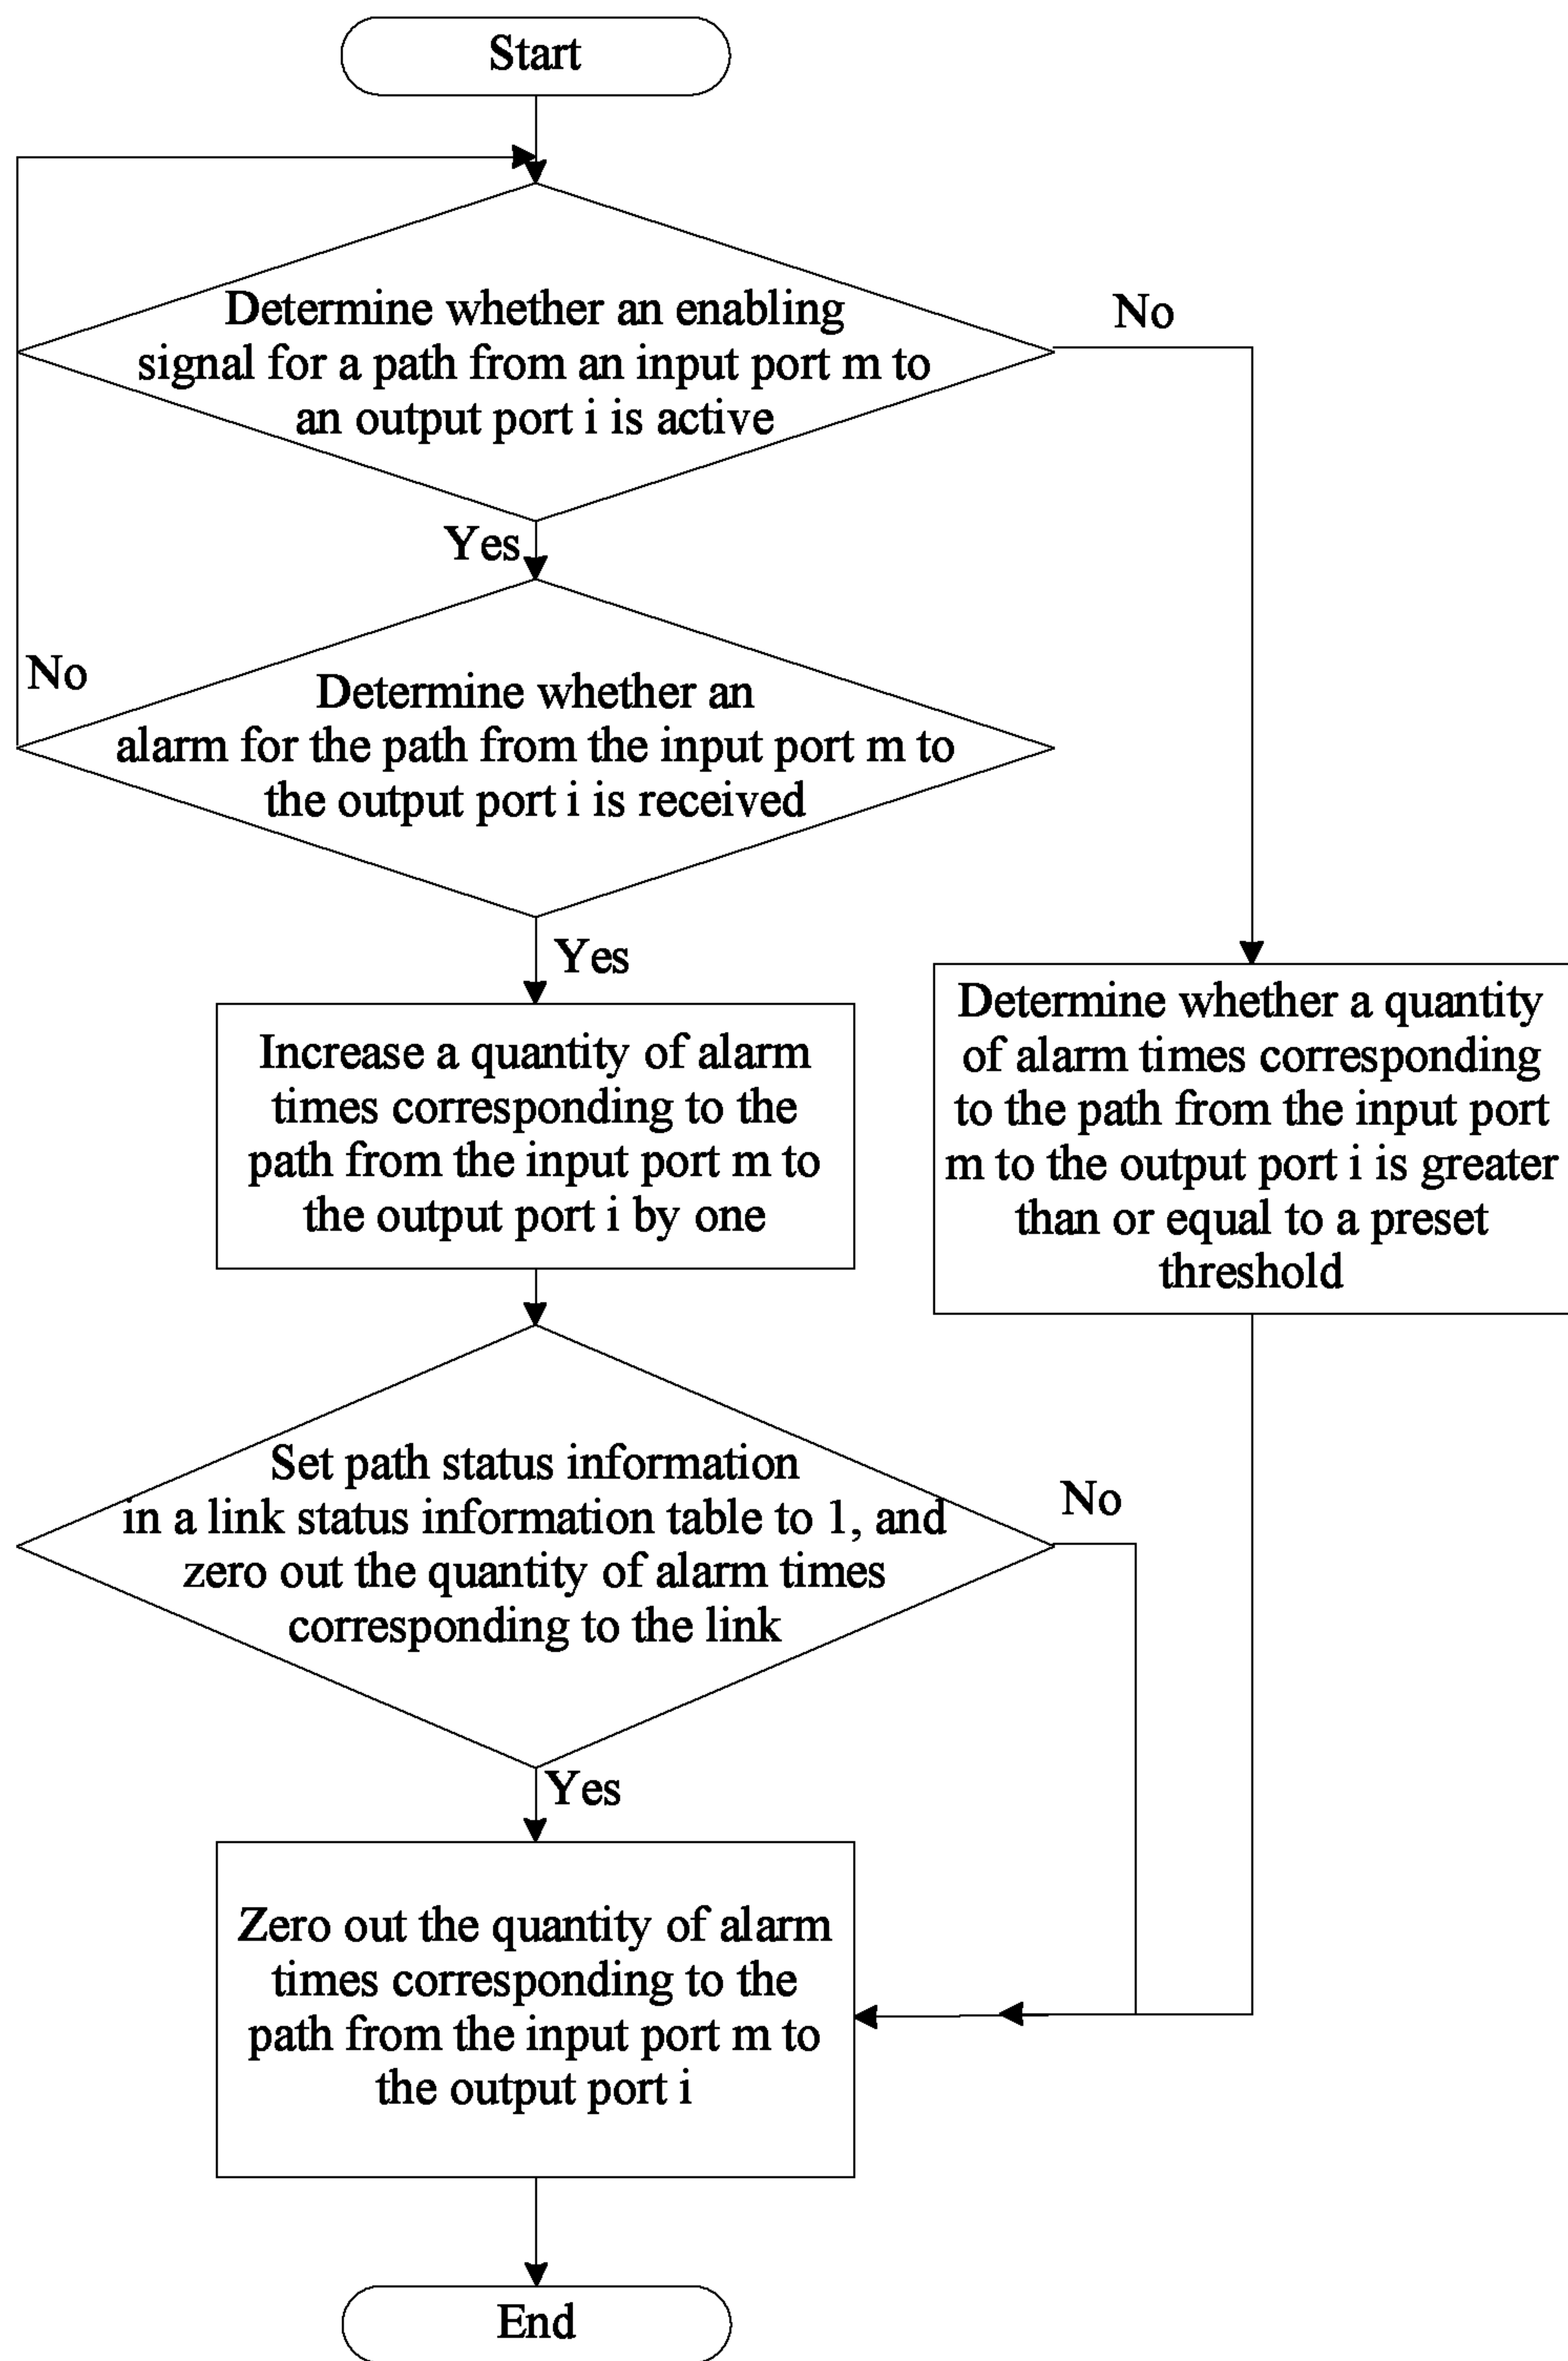 Start
Determine whether an enabling
signal for a path from an input port m to
an output port i is active
No
Yes
No
Determine whether an
alarm for the path from the input port m to
the output port i is received
Yes
Increase a quantity of alarm
times corresponding to the
path from the input port m to
the output port i by one
Determine whether a quantity
of alarm times corresponding
to the path from the input port
m to the output port i is greater
than or equal to a preset
threshold
Set path status information
in a link status information table to 1, and
zero out the quantity of alarm times
corresponding to the link
No
Yes
Zero out the quantity of alarm
times corresponding to the
path from the input port m to
the output port i
End